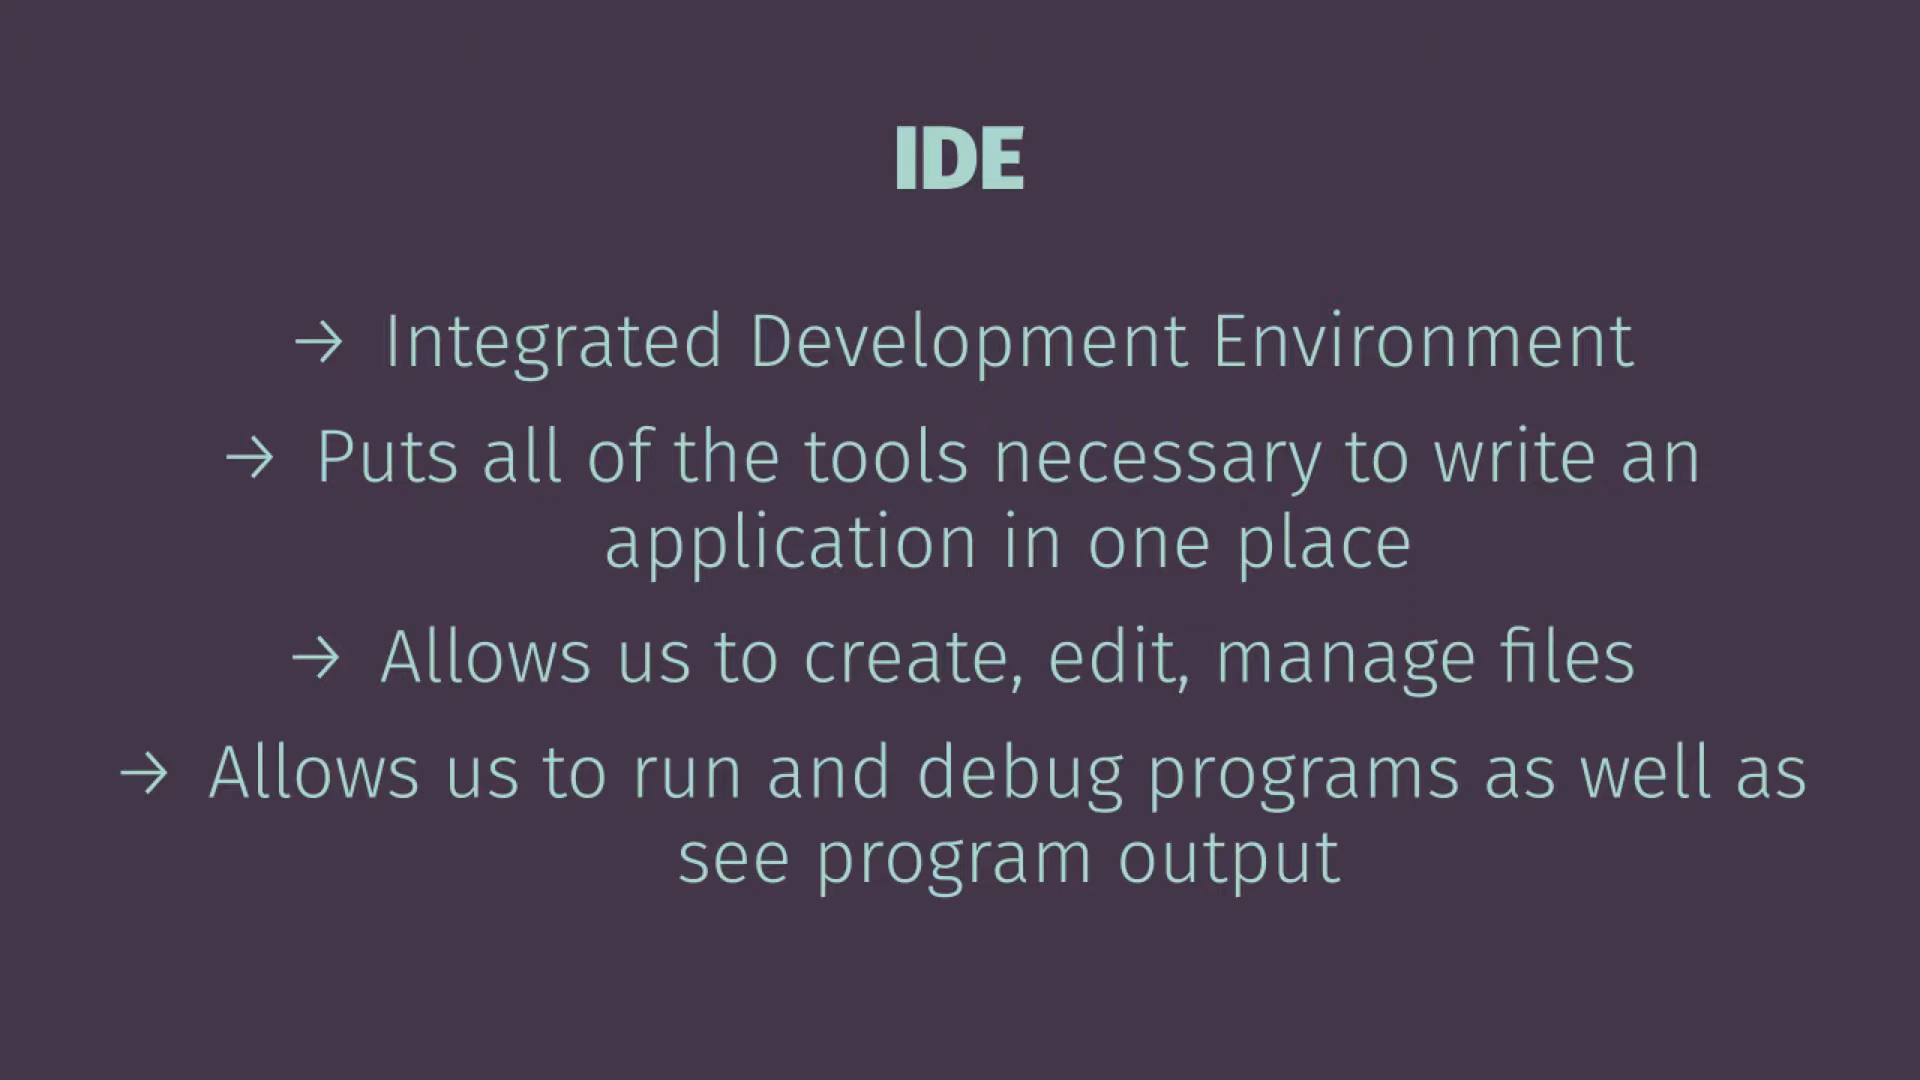 IDE
→ Integrated Development Environment
→ Puts all of the tools necessary to write an
application in one place
→ Allows us to create, edit, manage files
→ Allows us to run and debug programs as well as
see program output